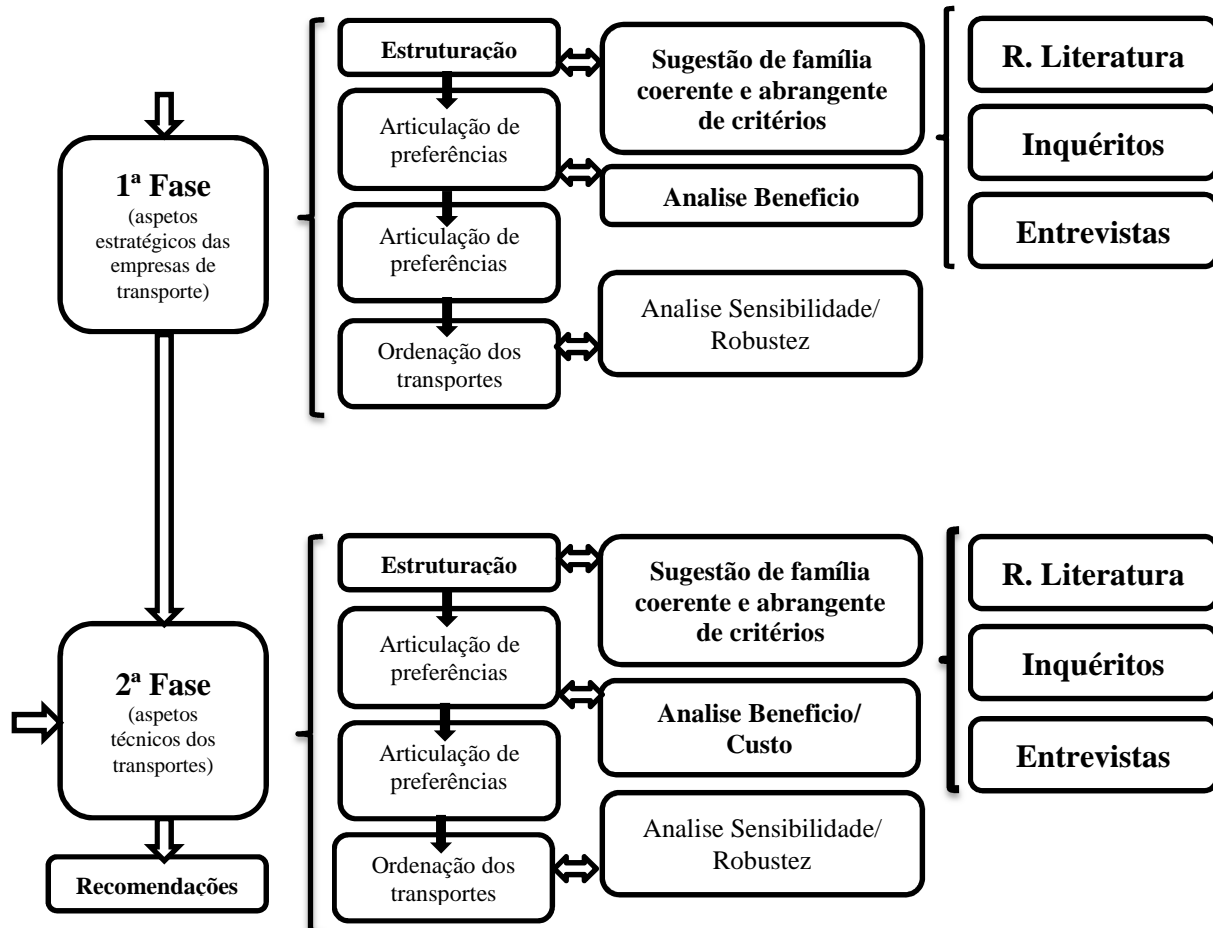 1ª Fase
(aspetos
estratégicos das
empresas de
transporte)
Estruturação
Articulação de
preferências
Articulação de
preferências
Ordenação dos
transportes
Sugestão de família
coerente e abrangente
de critérios
Analise Beneficio
Analise Sensibilidade/
Robustez
R. Literatura
Inquéritos
Entrevistas
2ª Fase
(aspetos
técnicos dos
transportes)
Recomendações
Estruturação
Articulação de
preferências
Articulação de
preferências
Ordenação dos
transportes
Sugestão de família
coerente e abrangente
de critérios
Analise Beneficio/
Custo
Analise Sensibilidade/
Robustez
R. Literatura
Inquéritos
Entrevistas